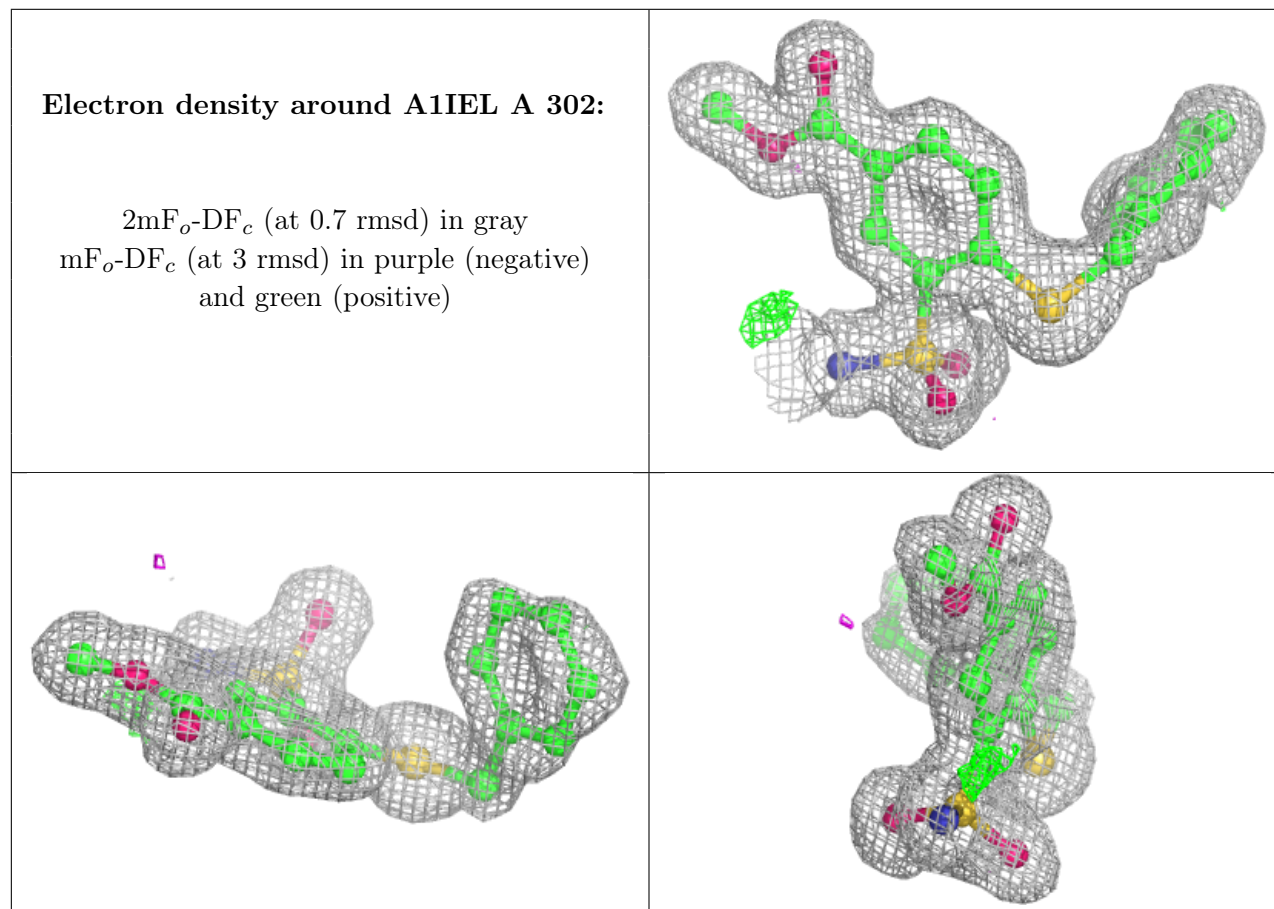 Electron density around A1IEL A 302:
2mFo-DFc (at 0.7 rmsd) in gray
mFo-DFc (at 3 rmsd) in purple (negative)
and green (positive)